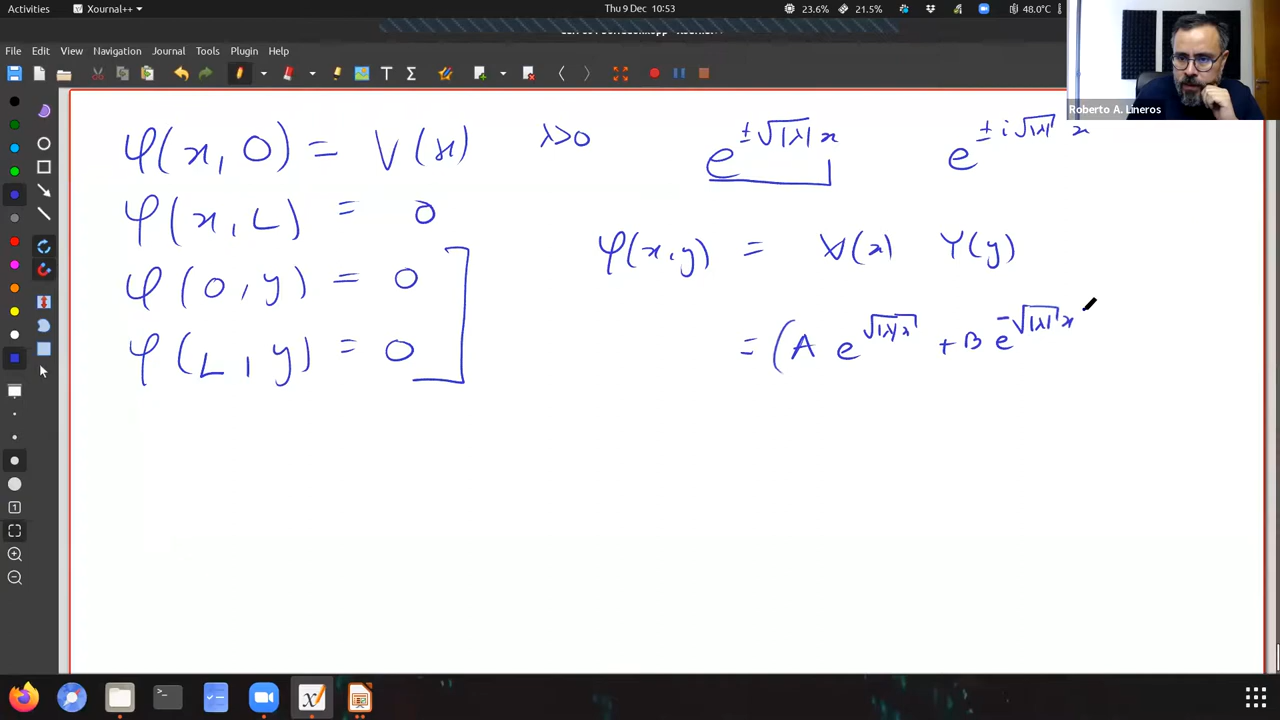 Activities Xournal++ Thu 9 Dec 10:53 23.6% 21.5% 48.0°C
File Edit View Navigation Journal Tools Plugin Help
Roberto A. Lineros
φ(x, 0) = V(x) λ>0 e^{±√|λ| x} e^{± i √|λ| x}
φ(x, L) = 0
φ(x,y) = X(x) Y(y)
φ(0, y) = 0
φ(L, y) = 0
= (A e^{√|λ| x} + B e^{-√|λ| x}